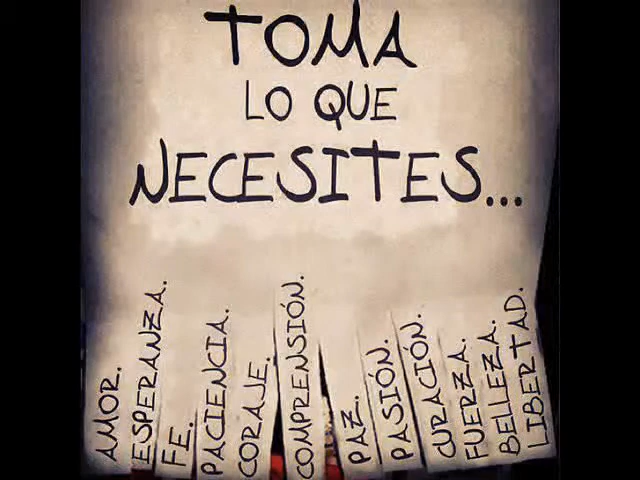 TOMA
LO QUE
NECESITES...
AMOR.
ESPERANZA.
FE.
PACIENCIA.
CORAJE.
COMPRENSIÓN.
PAZ.
PASIÓN.
CURACIÓN.
FUERZA.
BELLEZA.
LIBERTAD.